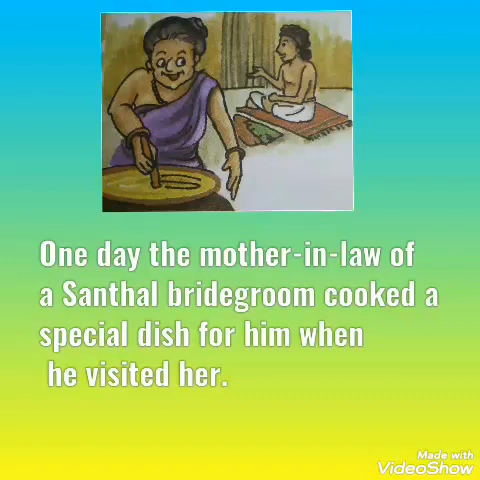 One day the mother-in-law of
a Santhal bridegroom cooked a
special dish for him when
he visited her.
Made with
VideoShow